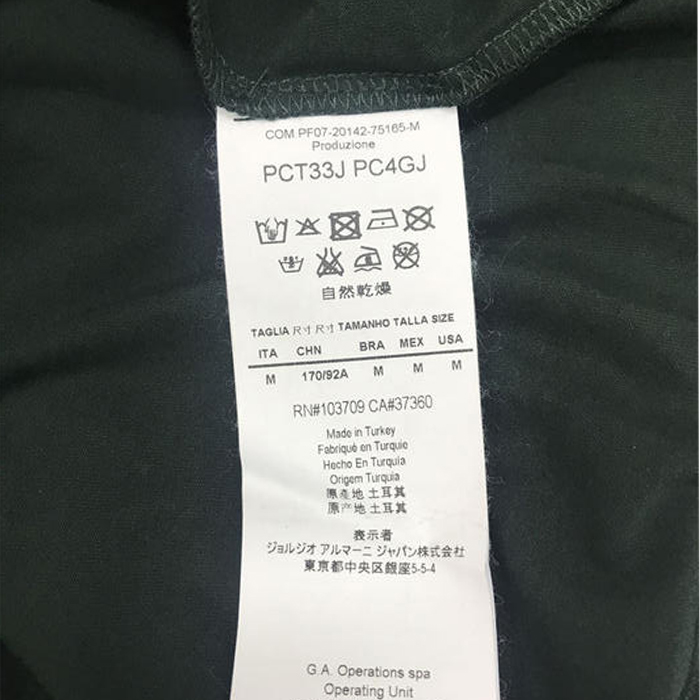 COM PF07-20142-75165-M
Produzione
PCT33J PC4GJ
自然乾燥
TAGLIA 尺寸 尺寸 TAMANHO TALLA SIZE
ITA CHN BRA MEX USA
M 170/92A M M M
RN#103709 CA#37360
Made in Turkey
Fabriqué en Turquie
Hecho En Turquia
Origem Turquia
原產地 土耳其
原产地 土耳其
表示者
ジョルジオ アルマーニ ジャパン株式会社
東京都中央区銀座5-5-4
G.A. Operations spa
Operating Unit